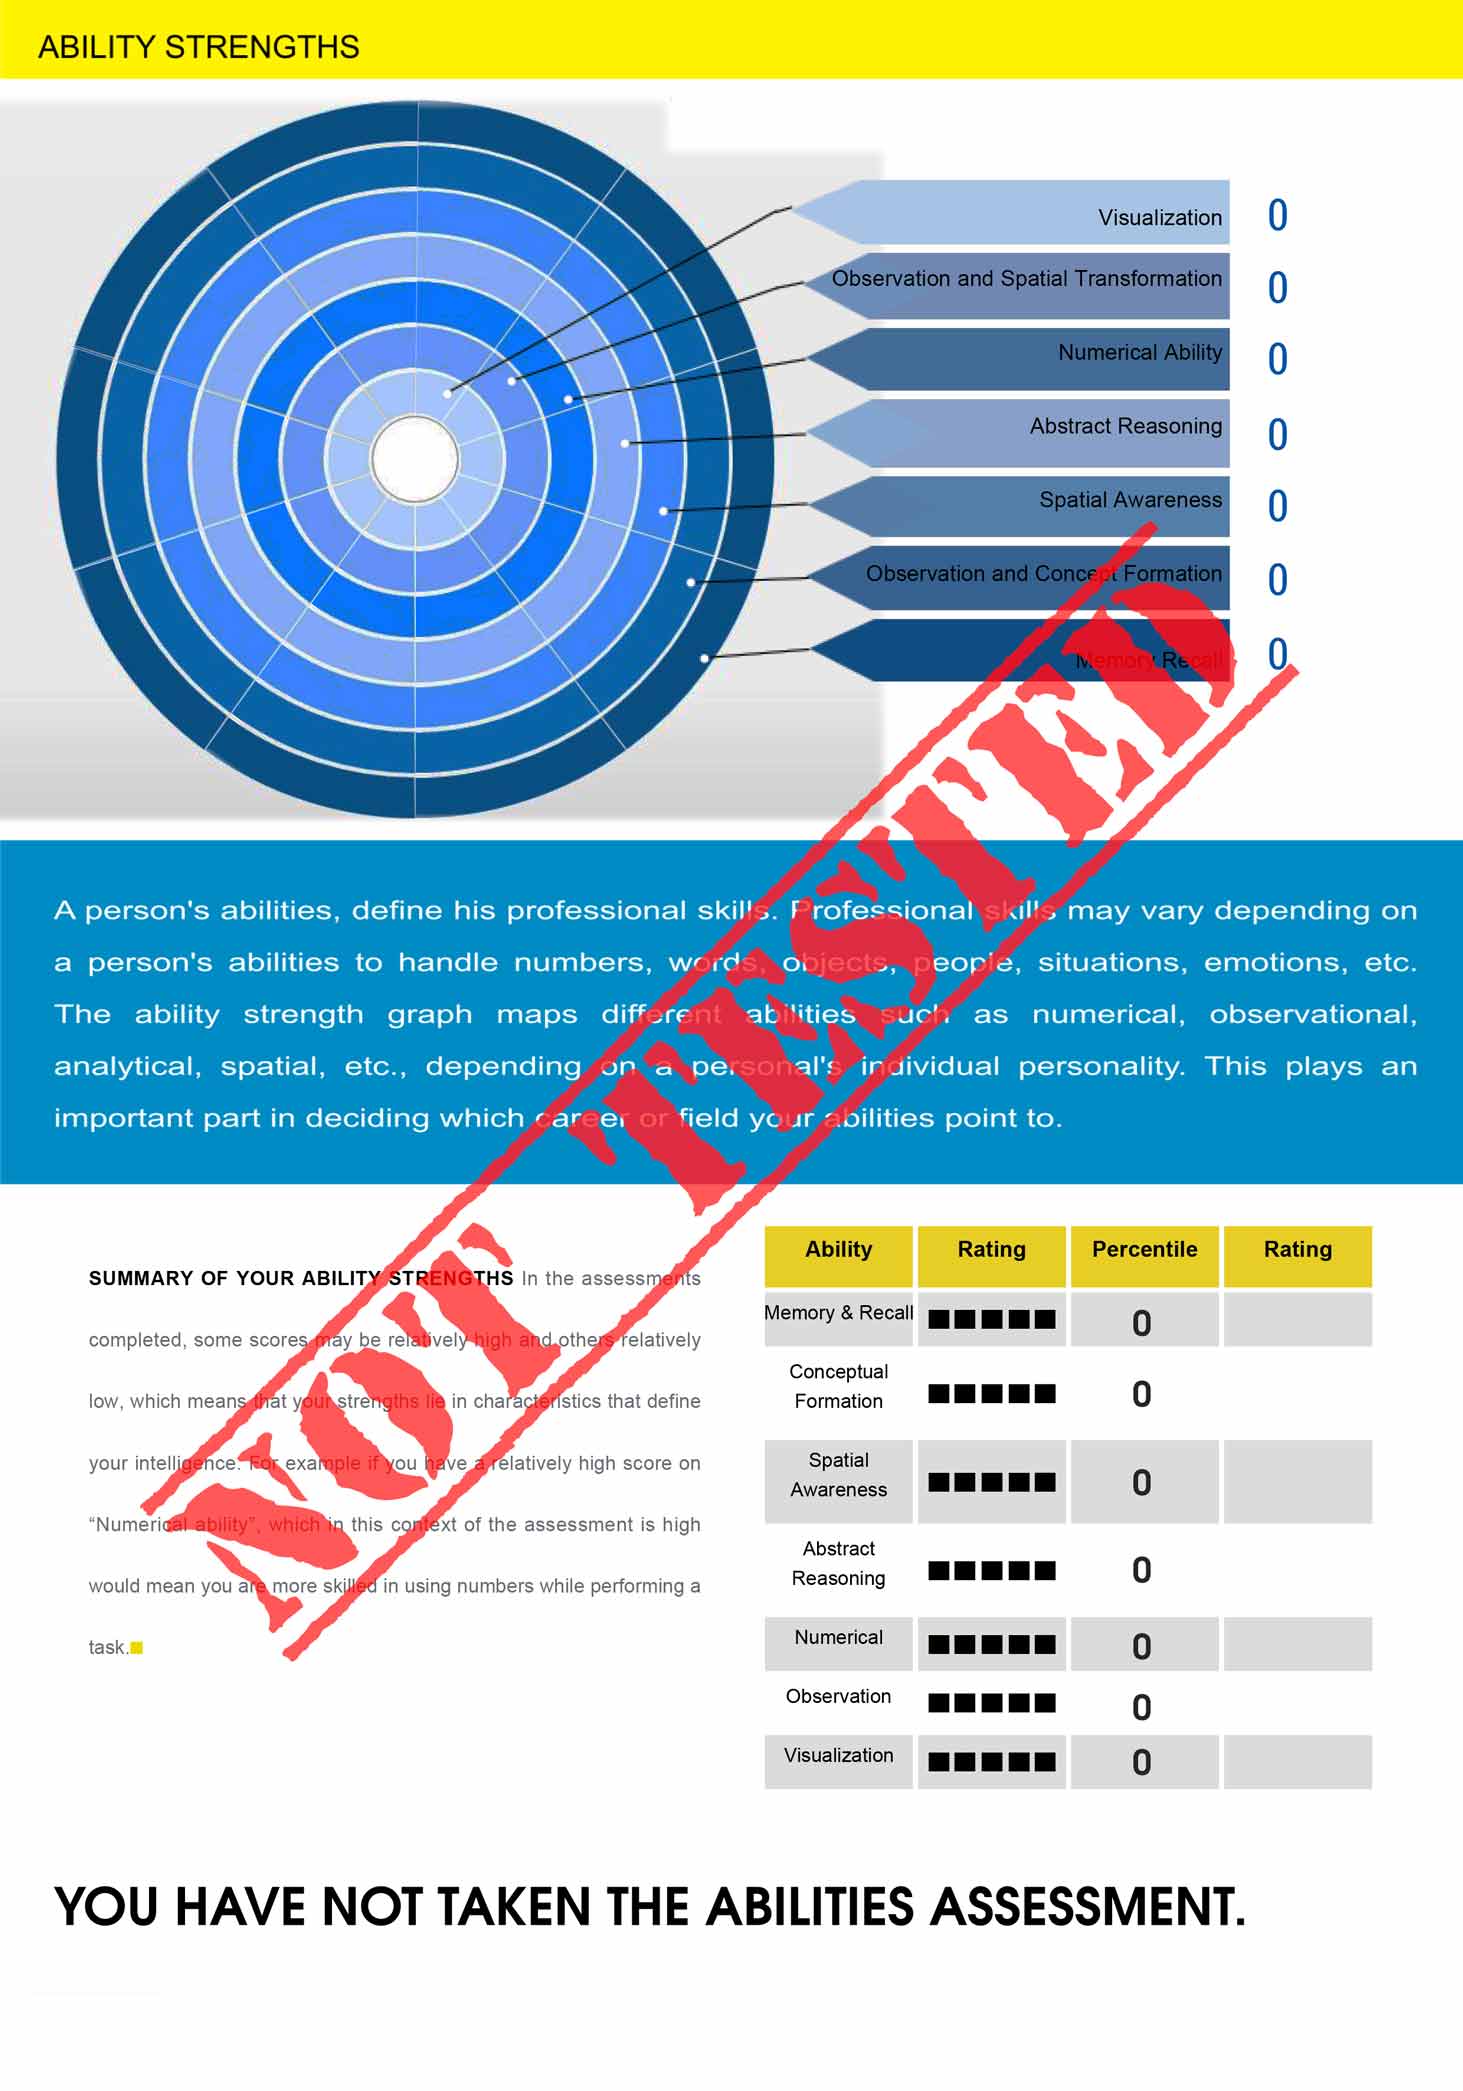 ABILITY STRENGTHS
Visualization 0
Observation and Spatial Transformation 0
Numerical Ability 0
Abstract Reasoning 0
Spatial Awareness 0
Observation and Concept Formation 0
Memory Recall 0
A person's abilities, define his professional skills. Professional skills may vary depending on
a person's abilities to handle numbers, words, objects, people, situations, emotions, etc.
The ability strength graph maps different abilities such as numerical, observational,
analytical, spatial, etc., depending on a personal's individual personality. This plays an
important part in deciding which career or field your abilities point to.
NOT TESTED
SUMMARY OF YOUR ABILITY STRENGTHS In the assessments
completed, some scores may be relatively high and others relatively
low, which means that your strengths lie in characteristics that define
your intelligence. For example if you have a relatively high score on
“Numerical ability”, which in this context of the assessment is high
would mean you are more skilled in using numbers while performing a
task.
Ability Rating Percentile Rating
Memory & Recall 0
Conceptual
Formation 0
Spatial
Awareness 0
Abstract
Reasoning 0
Numerical 0
Observation 0
Visualization 0
YOU HAVE NOT TAKEN THE ABILITIES ASSESSMENT.